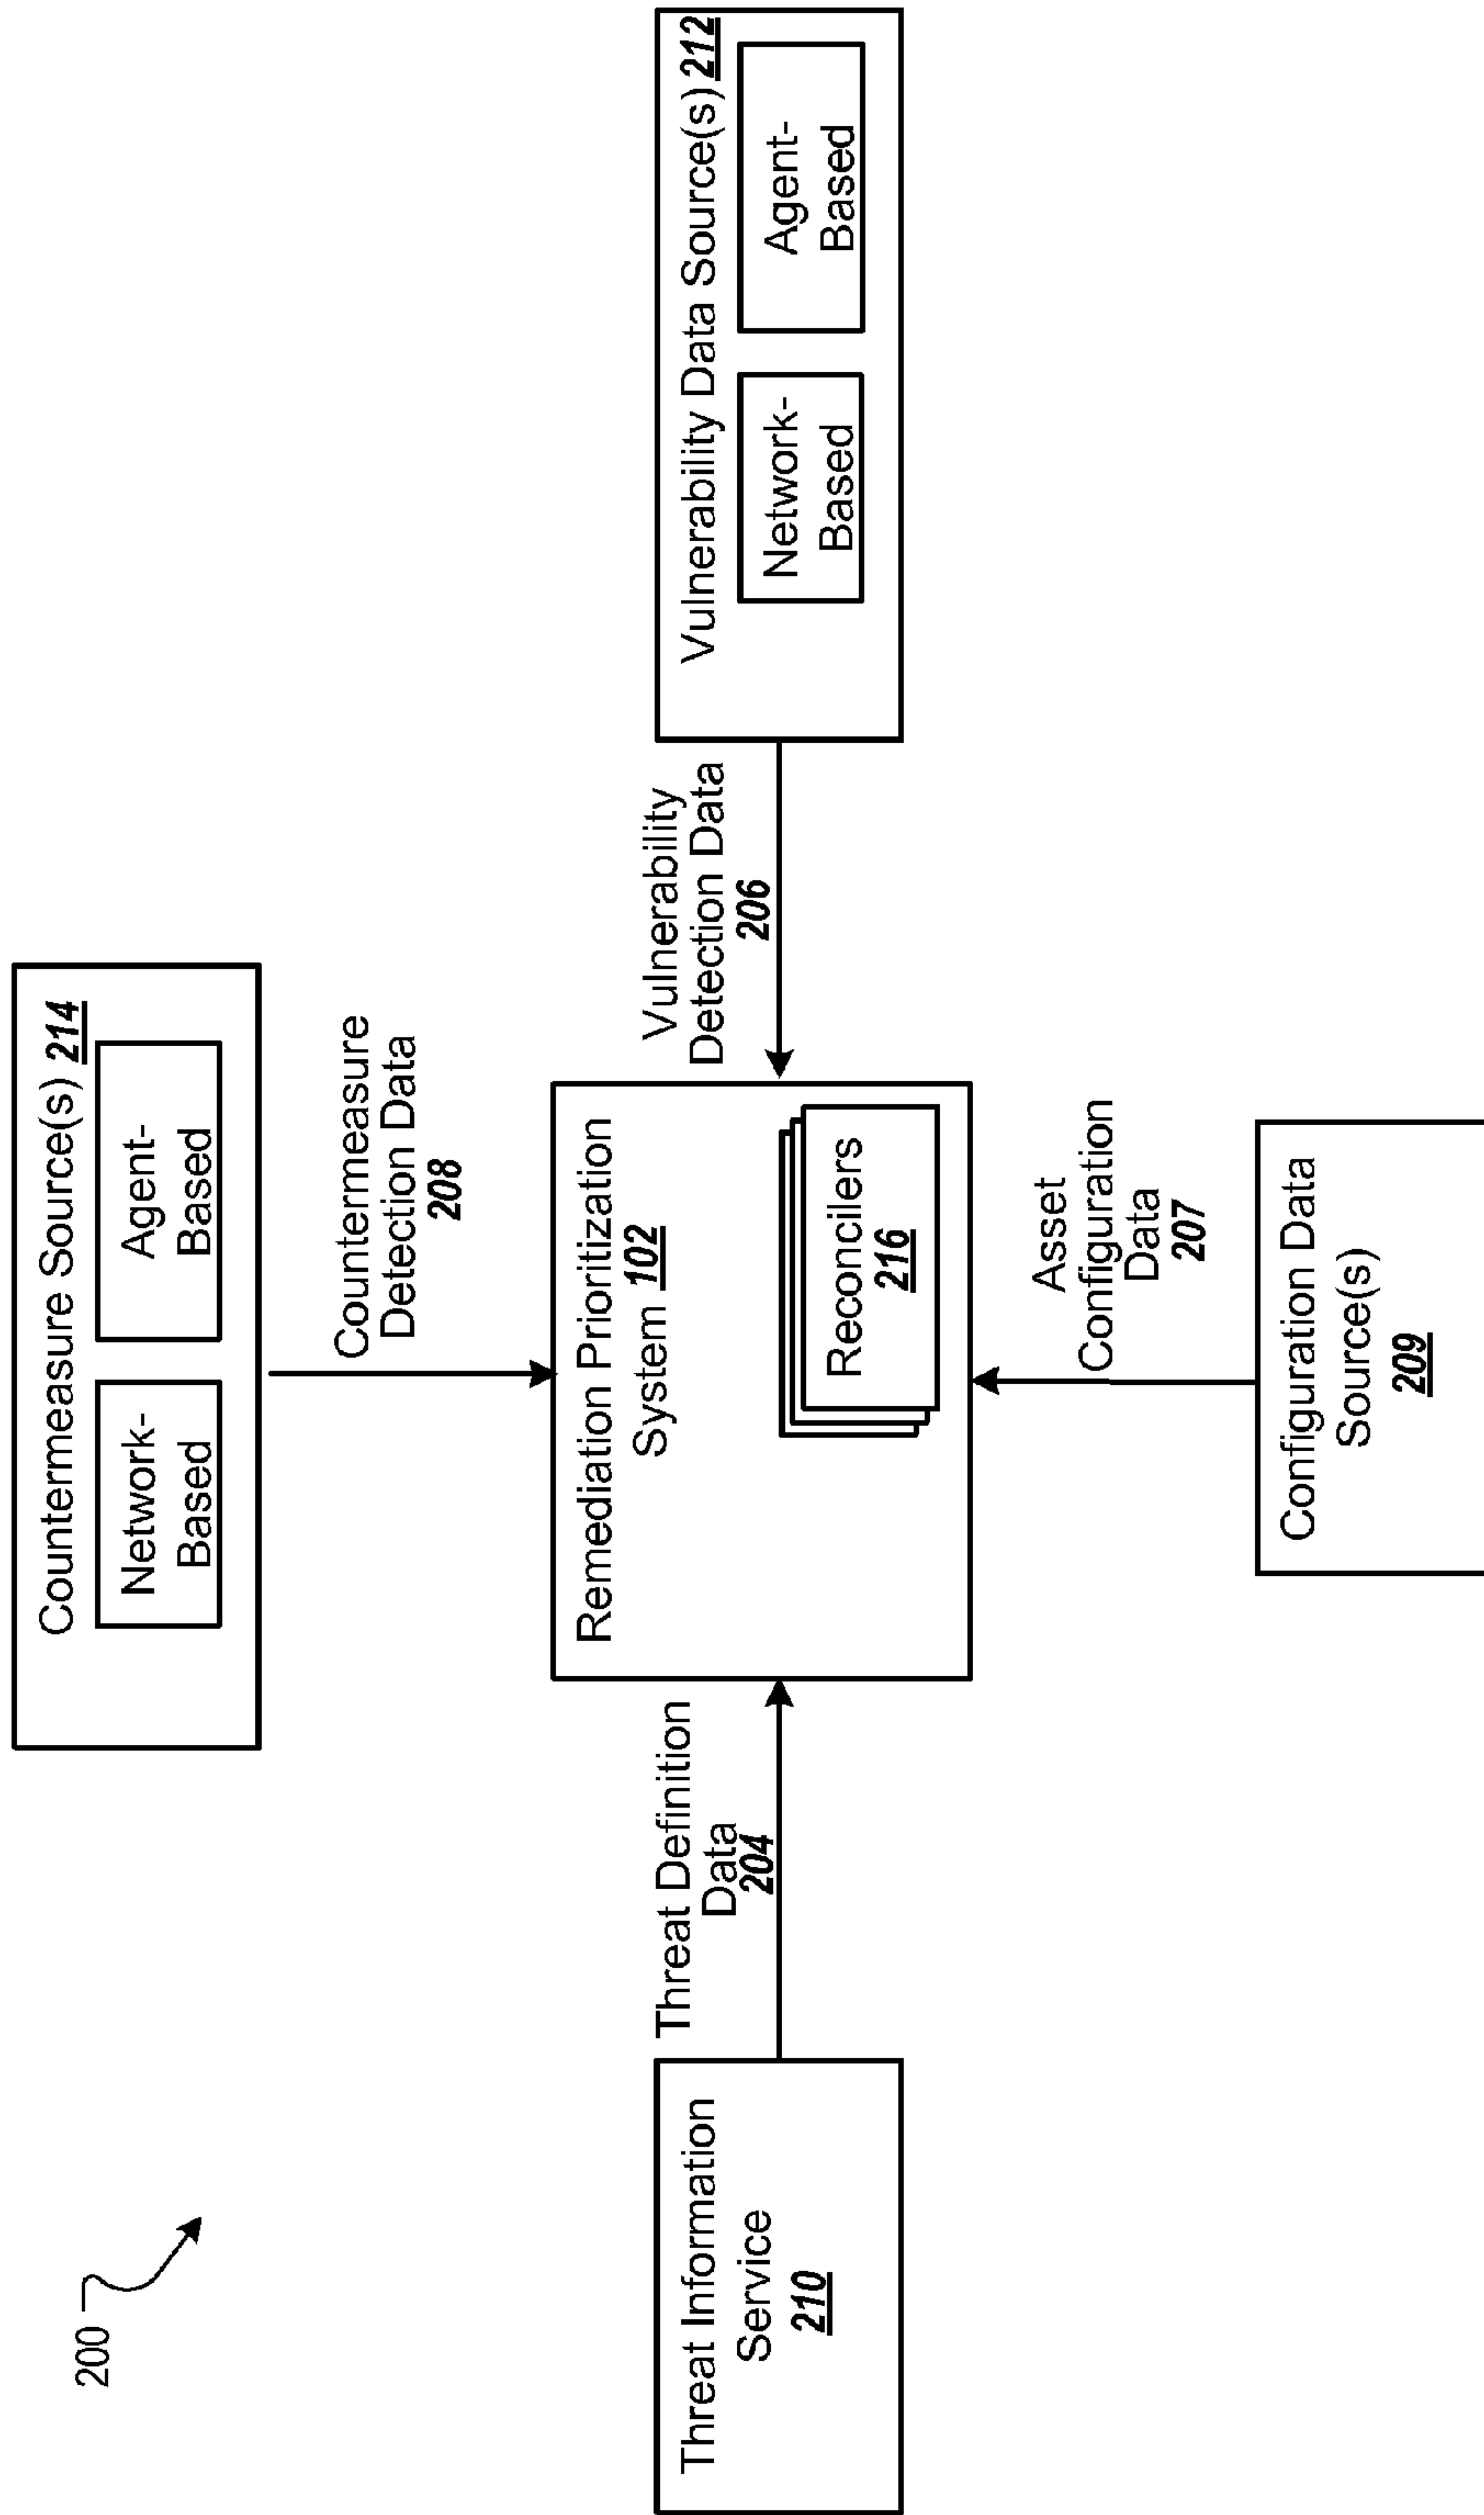 200
Countermeasure Source(s) 214
Network-
Based
Agent-
Based
Countermeasure
Detection Data
208
Threat Information
Service
210
Threat Definition
Data
204
Remediation Prioritization
System 102
Reconcilers
216
Vulnerability
Detection Data
206
Vulnerability Data Source(s) 212
Network-
Based
Agent-
Based
Asset
Configuration
Data
207
Configuration Data
Source(s)
209